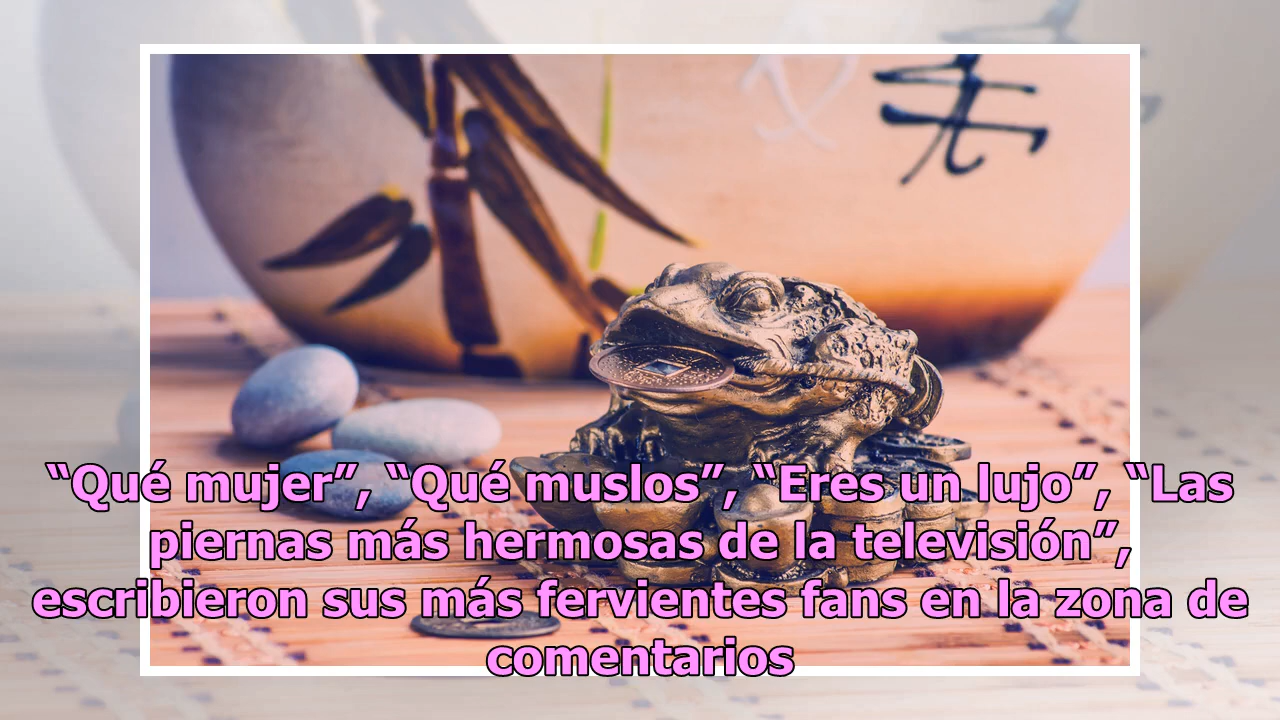 “Qué mujer”, “Qué muslos”, “Eres un lujo”, “Las
piernas más hermosas de la televisión”,
escribieron sus más fervientes fans en la zona de
comentarios